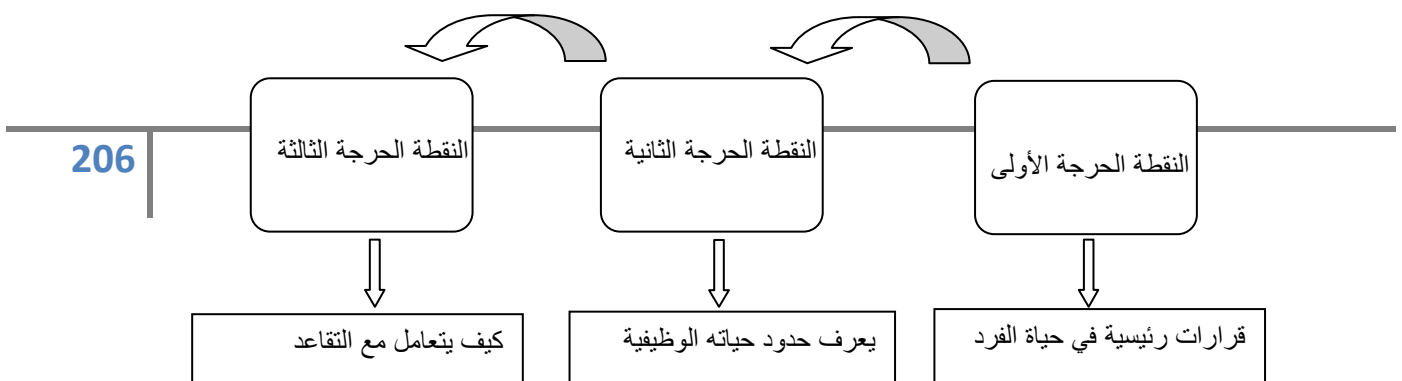 النقطة الحرجة الأولى
النقطة الحرجة الثانية
النقطة الحرجة الثالثة
206
قرارات رئيسية في حياة الفرد
يعرف حدود حياته الوظيفية
كيف يتعامل مع التقاعد